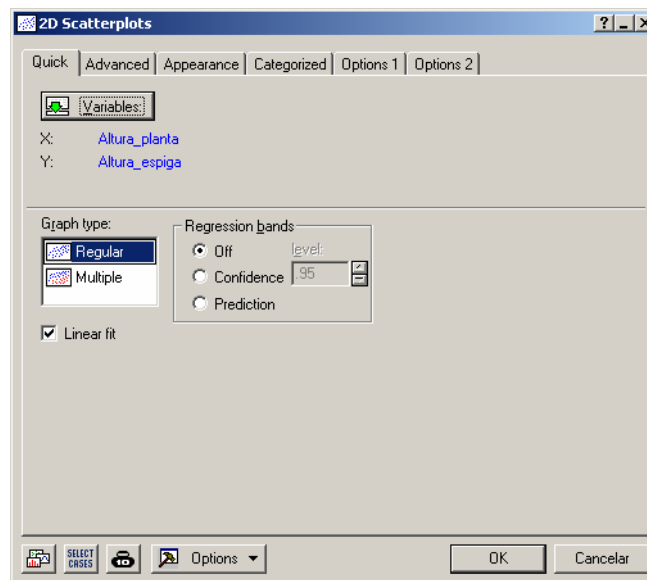 2D Scatterplots
Quick Advanced Appearance Categorized Options 1 Options 2
Variables:
X: Altura_planta
Y: Altura_espiga
Graph type:
Regular
Multiple
Regression bands
Off
Confidence
Prediction
level:
.95
Linear fit
SELECT CASES
Options
OK
Cancelar